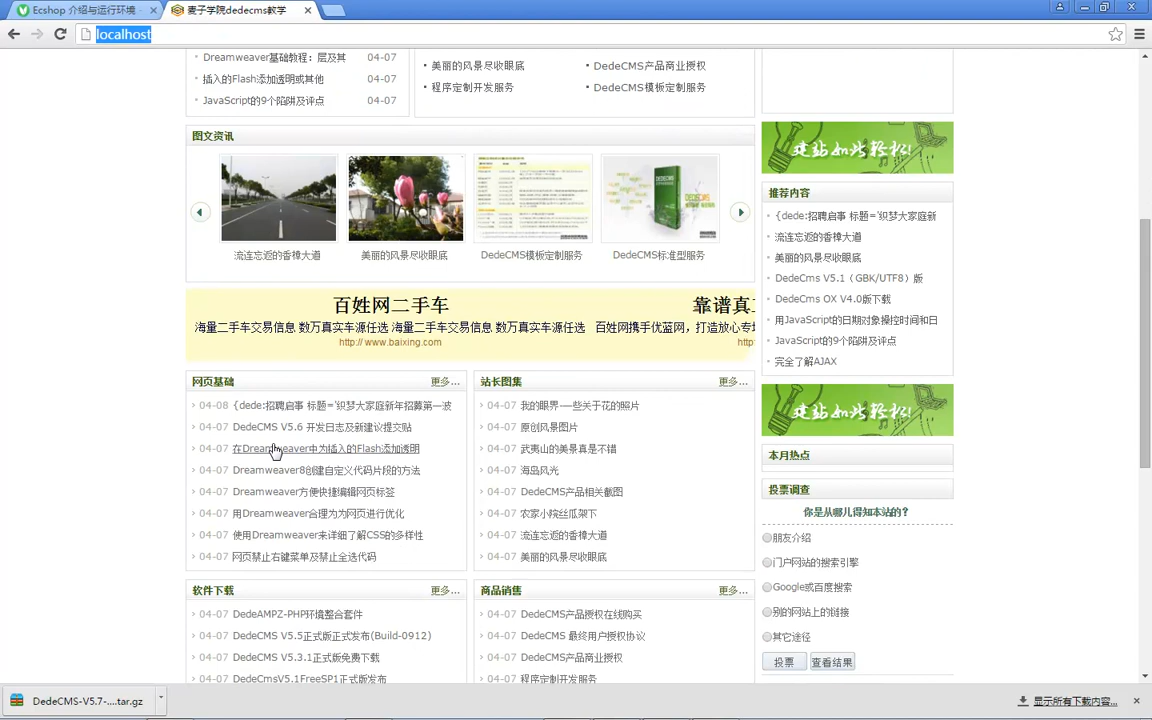 Ecshop 介绍与运行环境
麦子学院dedecms教学
localhost
Dreamweaver基础教程：层及其 04-07
插入的Flash添加透明或其他 04-07
JavaScript的9个陷阱及评点 04-07
美丽的风景尽收眼底
DedeCMS产品商业授权
程序定制开发服务
DedeCMS模板定制服务
图文资讯
流连忘返的香樟大道
美丽的风景尽收眼底
DedeCMS模板定制服务
DedeCMS标准型服务
百姓网二手车
海量二手车交易信息 数万真实车源任选 海量二手车交易信息 数万真实车源任选
http://www.baixing.com
靠谱真
百姓网携手优蓝网，打造放心专场
http
网页基础 更多...
04-08 {dede:招聘启事 标题='织梦大家庭新年招募第一波
04-07 DedeCMS V5.6 开发日志及新建议提交贴
04-07 在Dreamweaver中为插入的Flash添加透明
04-07 Dreamweaver8创建自定义代码片段的方法
04-07 Dreamweaver方便快捷编辑网页标签
04-07 用Dreamweaver合理为为网页进行优化
04-07 使用Dreamweaver来详细了解CSS的多样性
04-07 网页禁止右键菜单及禁止全选代码
站长图集 更多...
04-07 我的眼界-—些关于花的照片
04-07 原创风景图片
04-07 武夷山的美景真是不错
04-07 海岛风光
04-07 DedeCMS产品相关截图
04-07 农家小院丝瓜架下
04-07 流连忘返的香樟大道
04-07 美丽的风景尽收眼底
软件下载 更多...
04-07 DedeAMPZ-PHP环境整合套件
04-07 DedeCMS V5.5正式版正式发布(Build-0912)
04-07 DedeCMS V5.3.1正式版免费下载
04-07 DedeCmsV5.1FreeSP1正式版发布
商品销售 更多...
04-07 DedeCMS产品授权在线购买
04-07 DedeCMS 最终用户授权协议
04-07 DedeCMS产品商业授权
04-07 程序定制开发服务
建站如此轻松!
推荐内容
{dede:招聘启事 标题='织梦大家庭新
流连忘返的香樟大道
美丽的风景尽收眼底
DedeCms V5.1（GBK/UTF8）版
DedeCms OX V4.0版下载
用JavaScript的日期对象操控时间和日
JavaScript的9个陷阱及评点
完全了解AJAX
建站如此轻松!
本月热点
投票调查
你是从哪儿得知本站的？
朋友介绍
门户网站的搜索引擎
Google或百度搜索
别的网站上的链接
其它途径
投票 查看结果
DedeCMS-V5.7-....tar.gz
显示所有下载内容...